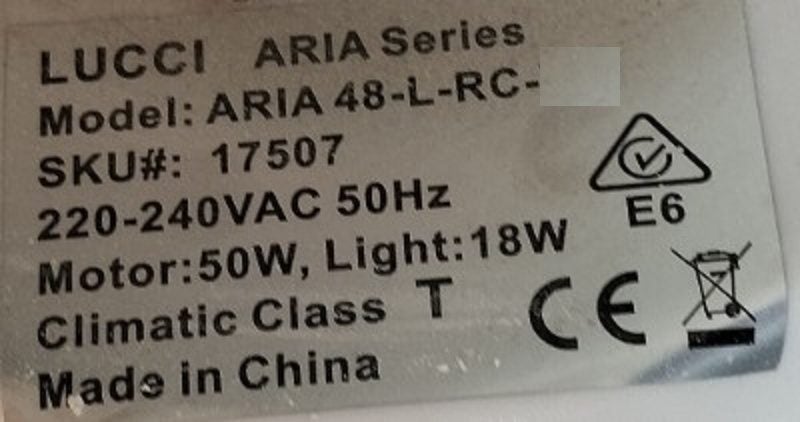 LUCCI ARIA Series
Model: ARIA 48-L-RC-
SKU#: 17507
220-240VAC 50Hz
E6
Motor:50W, Light:18W
Climatic Class T
CE
Made in China